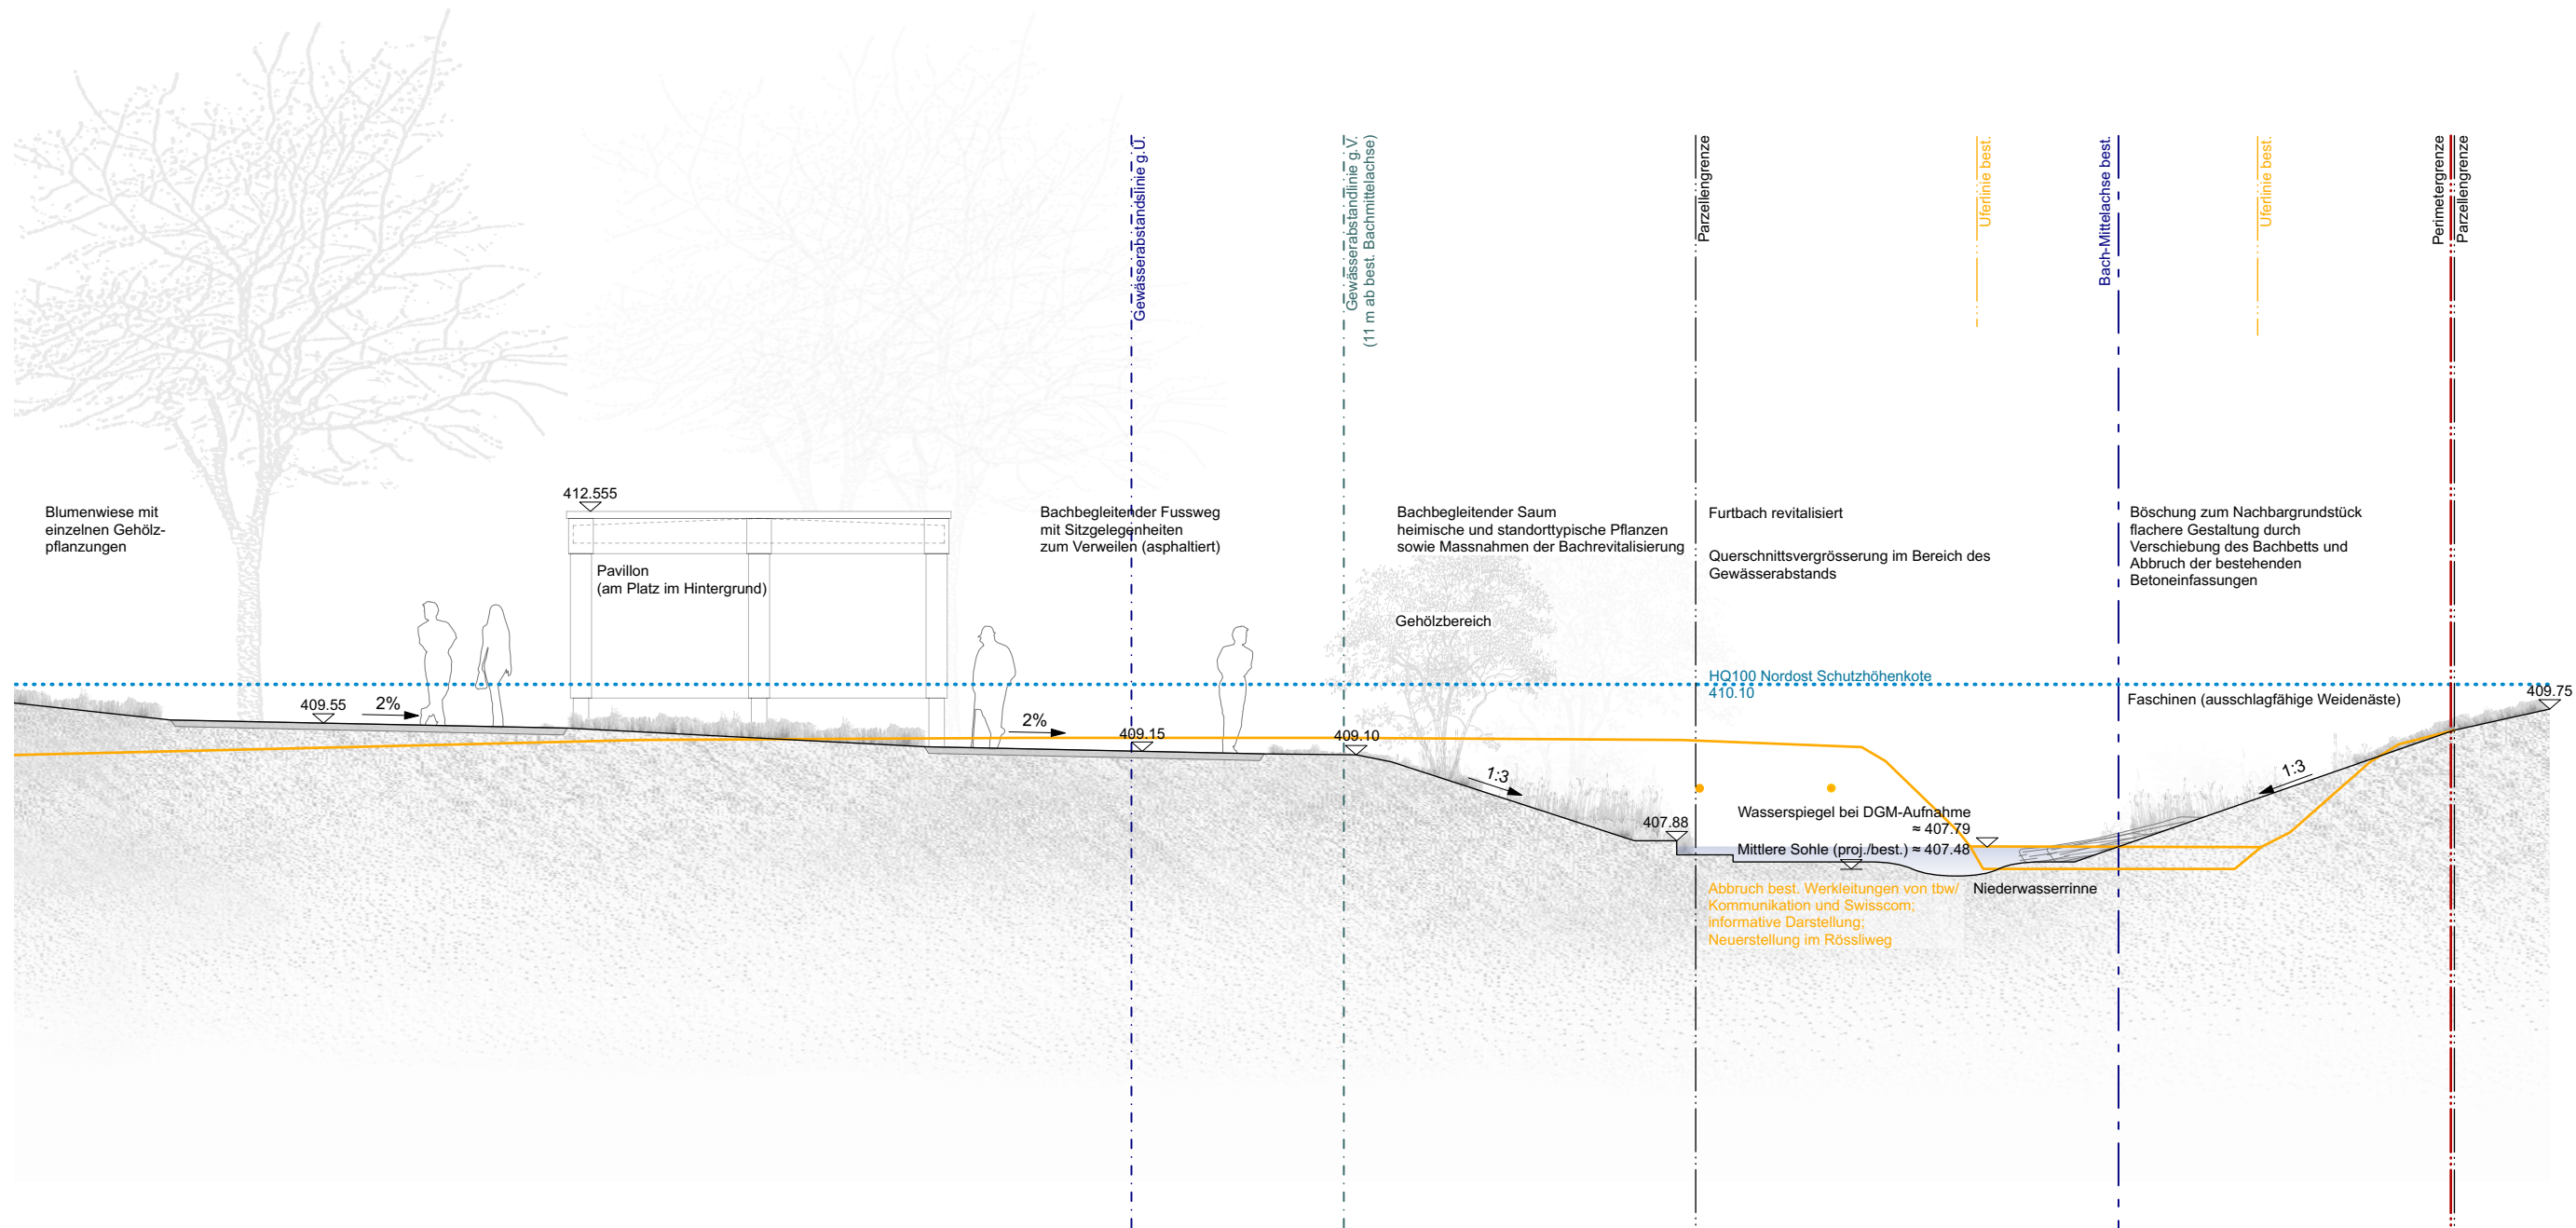 Gewässerabstandslinie g.Ü.
Gewässerabstandlinie g.V.
(11 m ab best. Bachmittelachse)
Parzellengrenze
Uferlinie best.
Bach-Mittelachse best.
Uferlinie best.
Perimetergrenze
Parzellengrenze
Blumenwiese mit
einzelnen Gehölz-
pflanzungen
412.555
Pavillon
(am Platz im Hintergrund)
Bachbegleitender Fussweg
mit Sitzgelegenheiten
zum Verweilen (asphaltiert)
Bachbegleitender Saum
heimische und standorttypische Pflanzen
sowie Massnahmen der Bachrevitalisierung
Gehölzbereich
Furtbach revitalisiert
Querschnittsvergrösserung im Bereich des
Gewässerabstands
Böschung zum Nachbargrundstück
flachere Gestaltung durch
Verschiebung des Bachbetts und
Abbruch der bestehenden
Betoneinfassungen
HQ100 Nordost Schutzhöhenkote
410.10
Faschinen (ausschlagfähige Weidenäste)
409.75
409.55
2%
2%
409.15
409.10
1:3
1:3
407.88
Wasserspiegel bei DGM-Aufnahme
≈ 407.79
Mittlere Sohle (proj./best.) ≈ 407.48
Abbruch best. Werkleitungen von tbw/
Kommunikation und Swisscom;
informative Darstellung;
Neuerstellung im Rössliweg
Niederwasserrinne